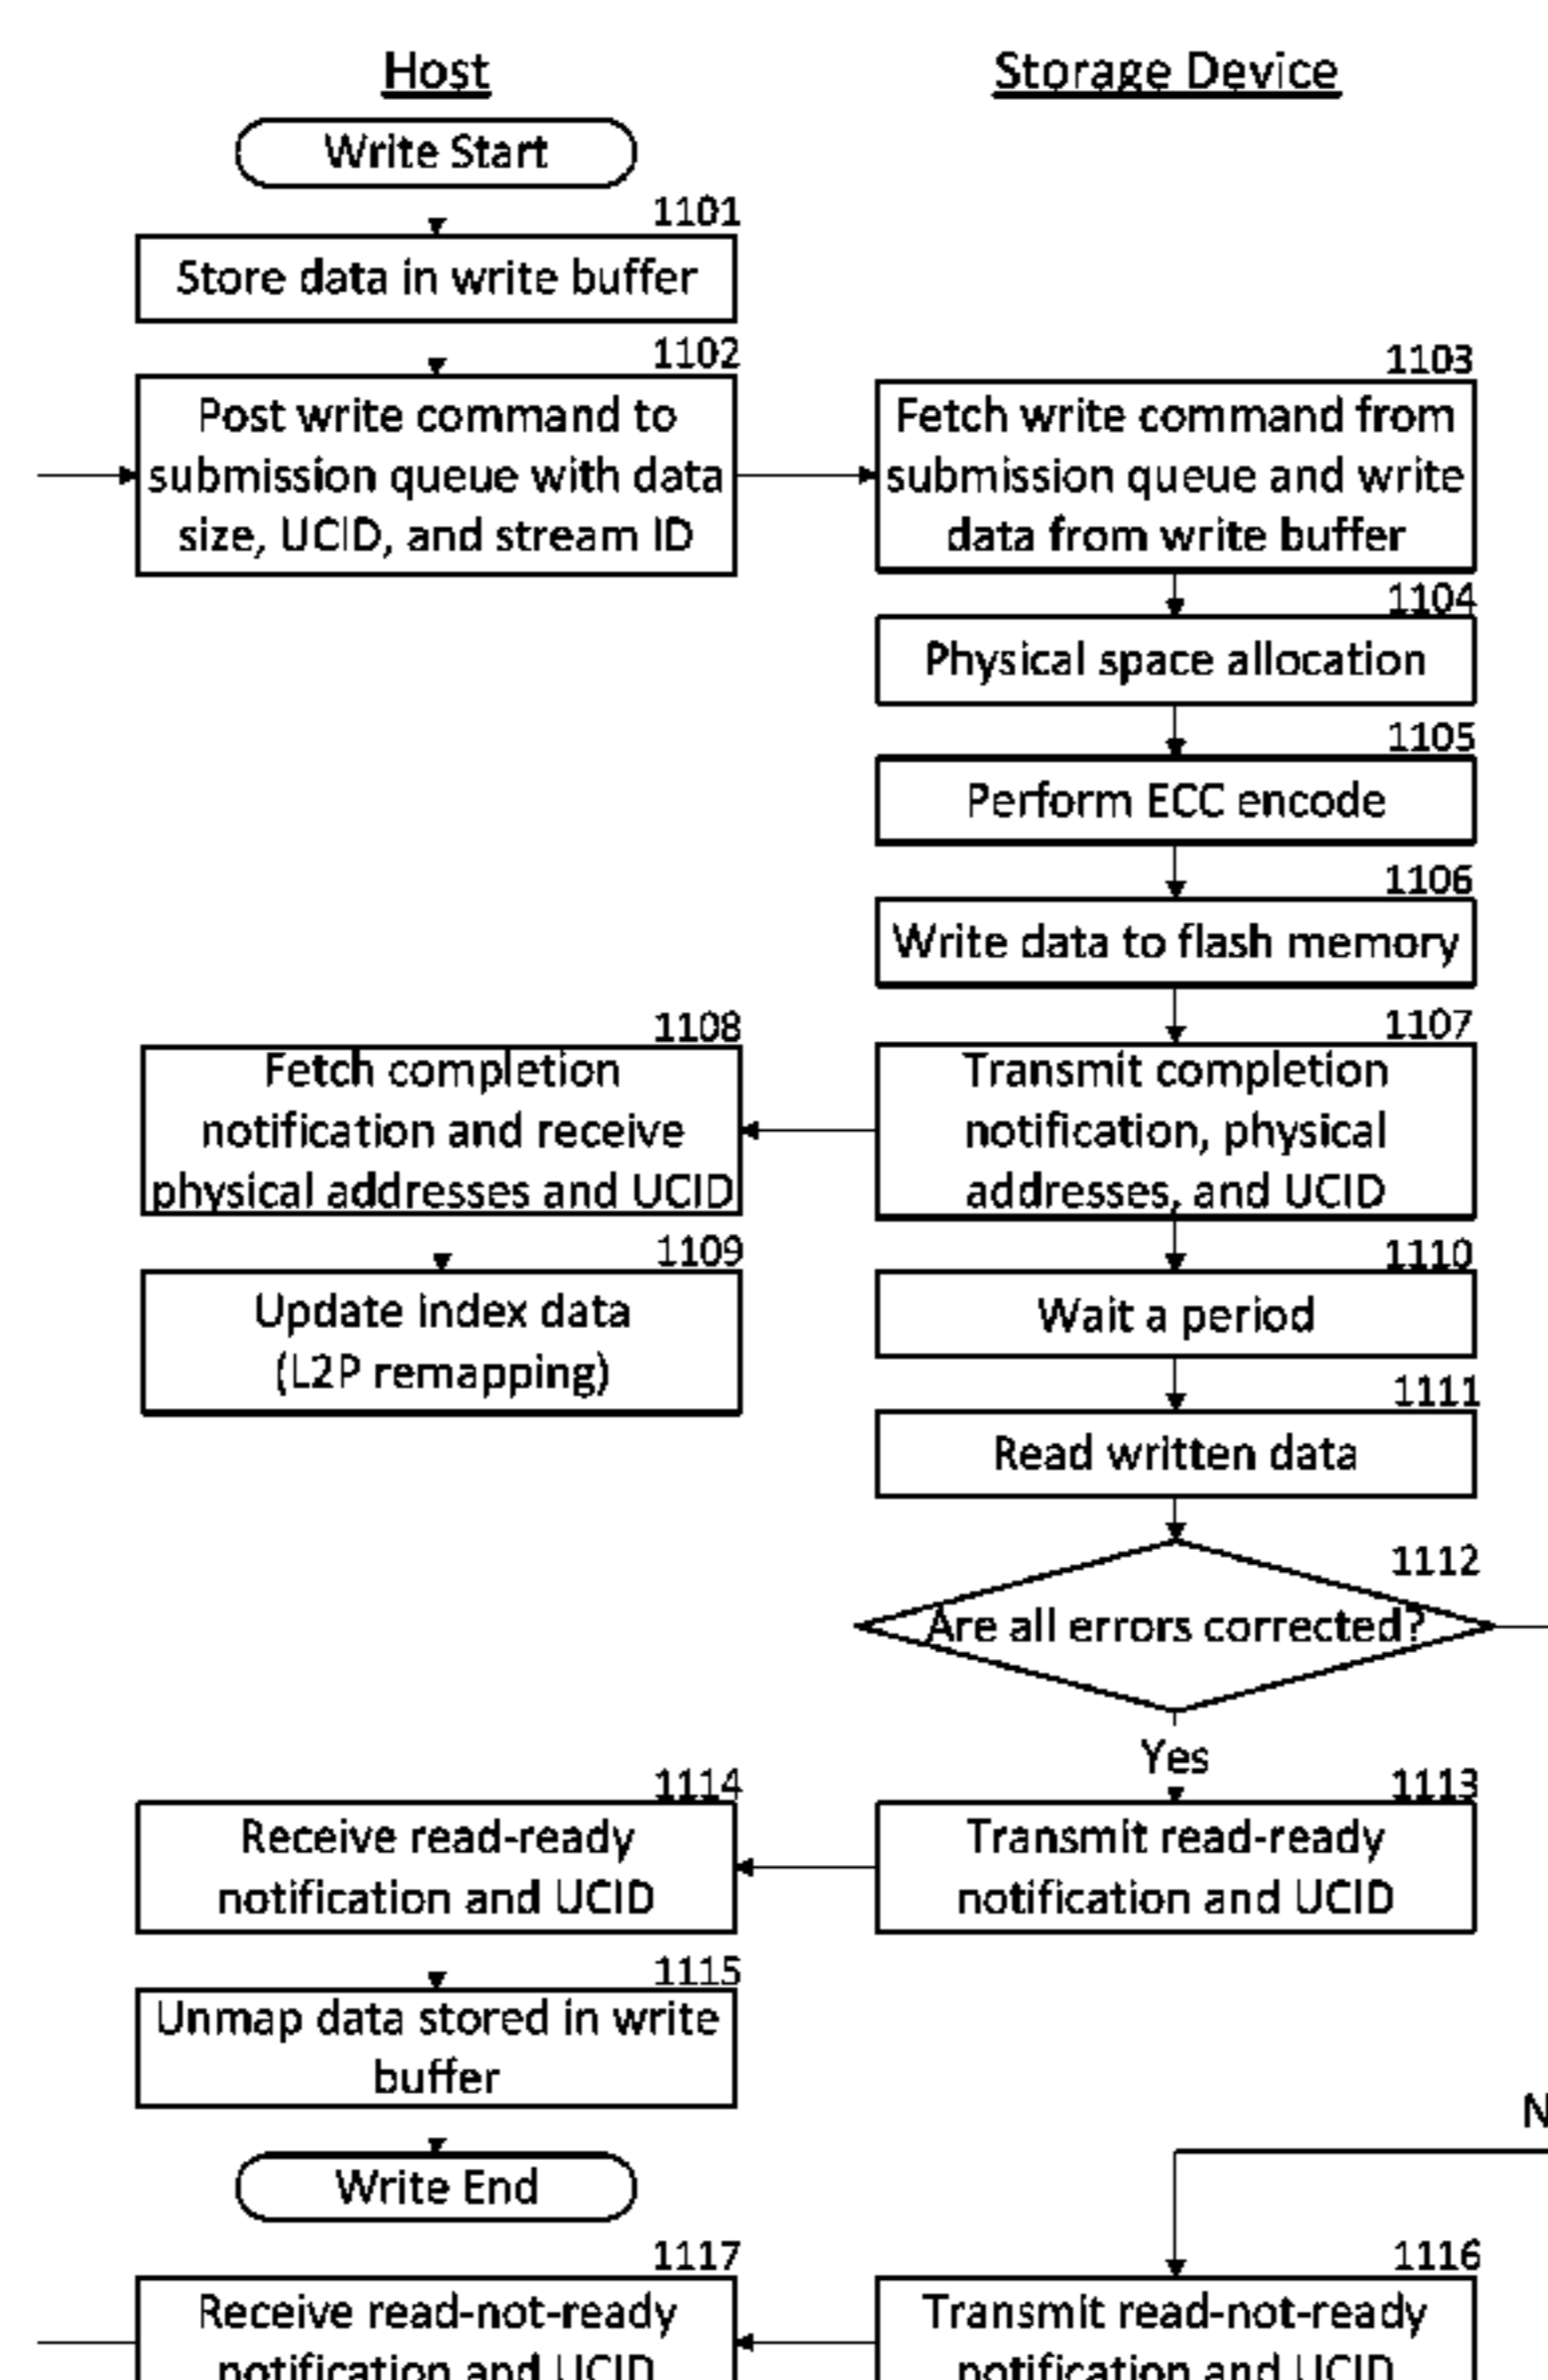 Host
Storage Device
Write Start
1101
Store data in write buffer
1102
Post write command to
submission queue with data
size, UCID, and stream ID
1103
Fetch write command from
submission queue and write
data from write buffer
1104
Physical space allocation
1105
Perform ECC encode
1106
Write data to flash memory
1107
Transmit completion
notification, physical
addresses, and UCID
1108
Fetch completion
notification and receive
physical addresses and UCID
1109
Update index data
(L2P remapping)
1110
Wait a period
1111
Read written data
1112
Are all errors corrected?
Yes
1113
Transmit read-ready
notification and UCID
1114
Receive read-ready
notification and UCID
1115
Unmap data stored in write
buffer
Write End
N
1116
Transmit read-not-ready
notification and UCID
1117
Receive read-not-ready
notification and UCID